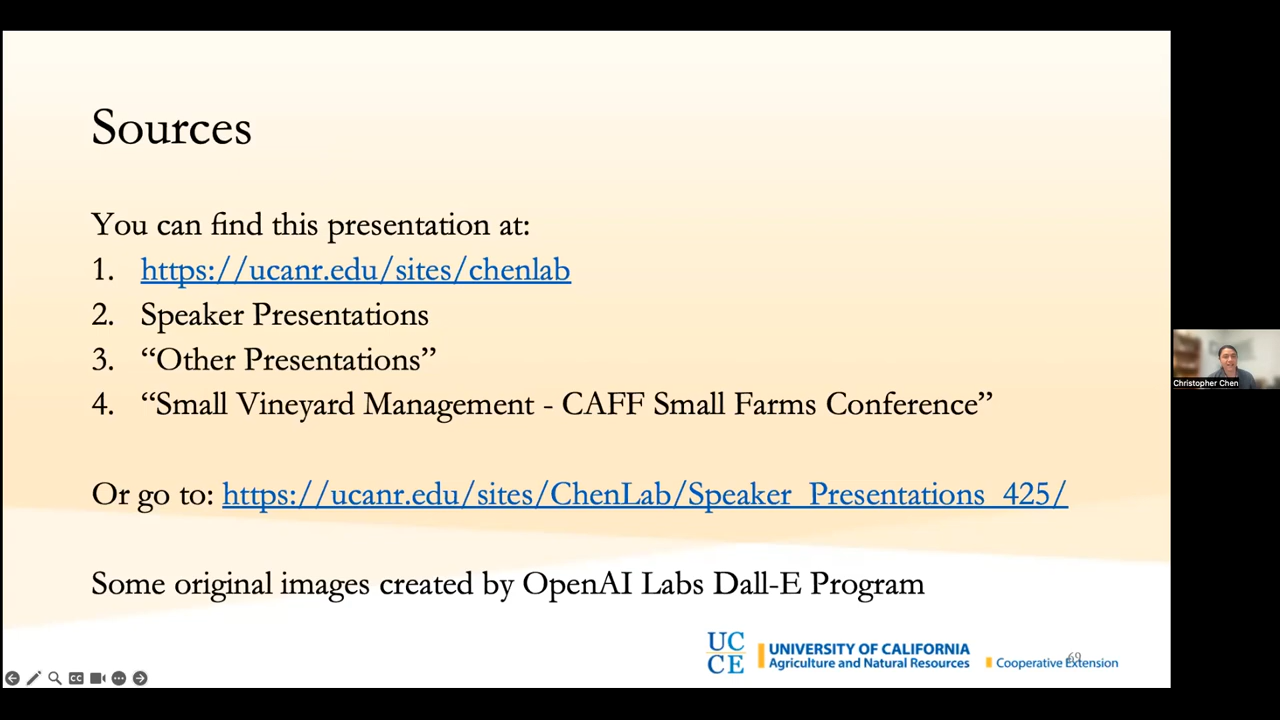 Sources
You can find this presentation at:
1. https://ucanr.edu/sites/chenlab
2. Speaker Presentations
3. “Other Presentations”
4. “Small Vineyard Management - CAFF Small Farms Conference”
Or go to: https://ucanr.edu/sites/ChenLab/Speaker_Presentations_425/
Some original images created by OpenAI Labs Dall-E Program
UC
CE
UNIVERSITY OF CALIFORNIA
Agriculture and Natural Resources
Cooperative Extension
69
CC
Christopher Chen